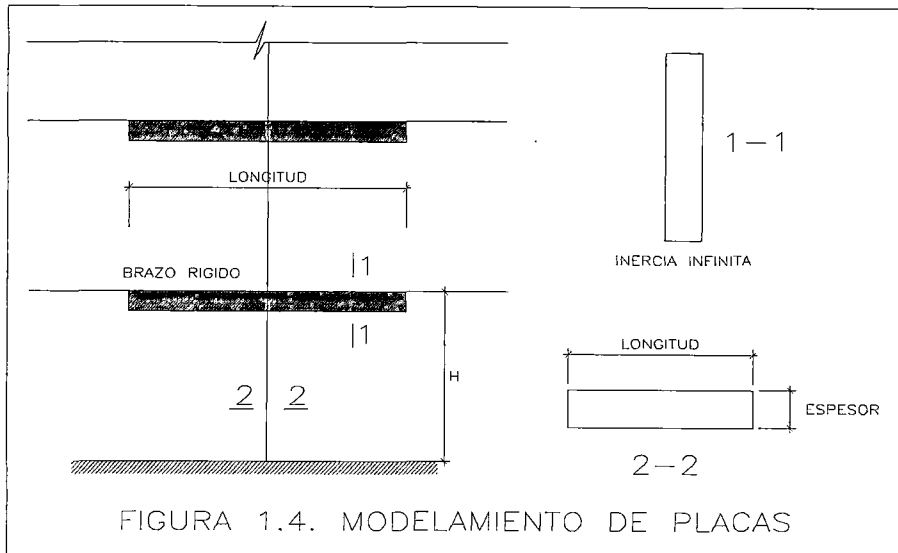 LONGITUD
1-1
BRAZO RIGIDO
|1
INERCIA INFINITA
|1
LONGITUD
H
2 2
ESPESOR
2-2
FIGURA 1.4. MODELAMIENTO DE PLACAS